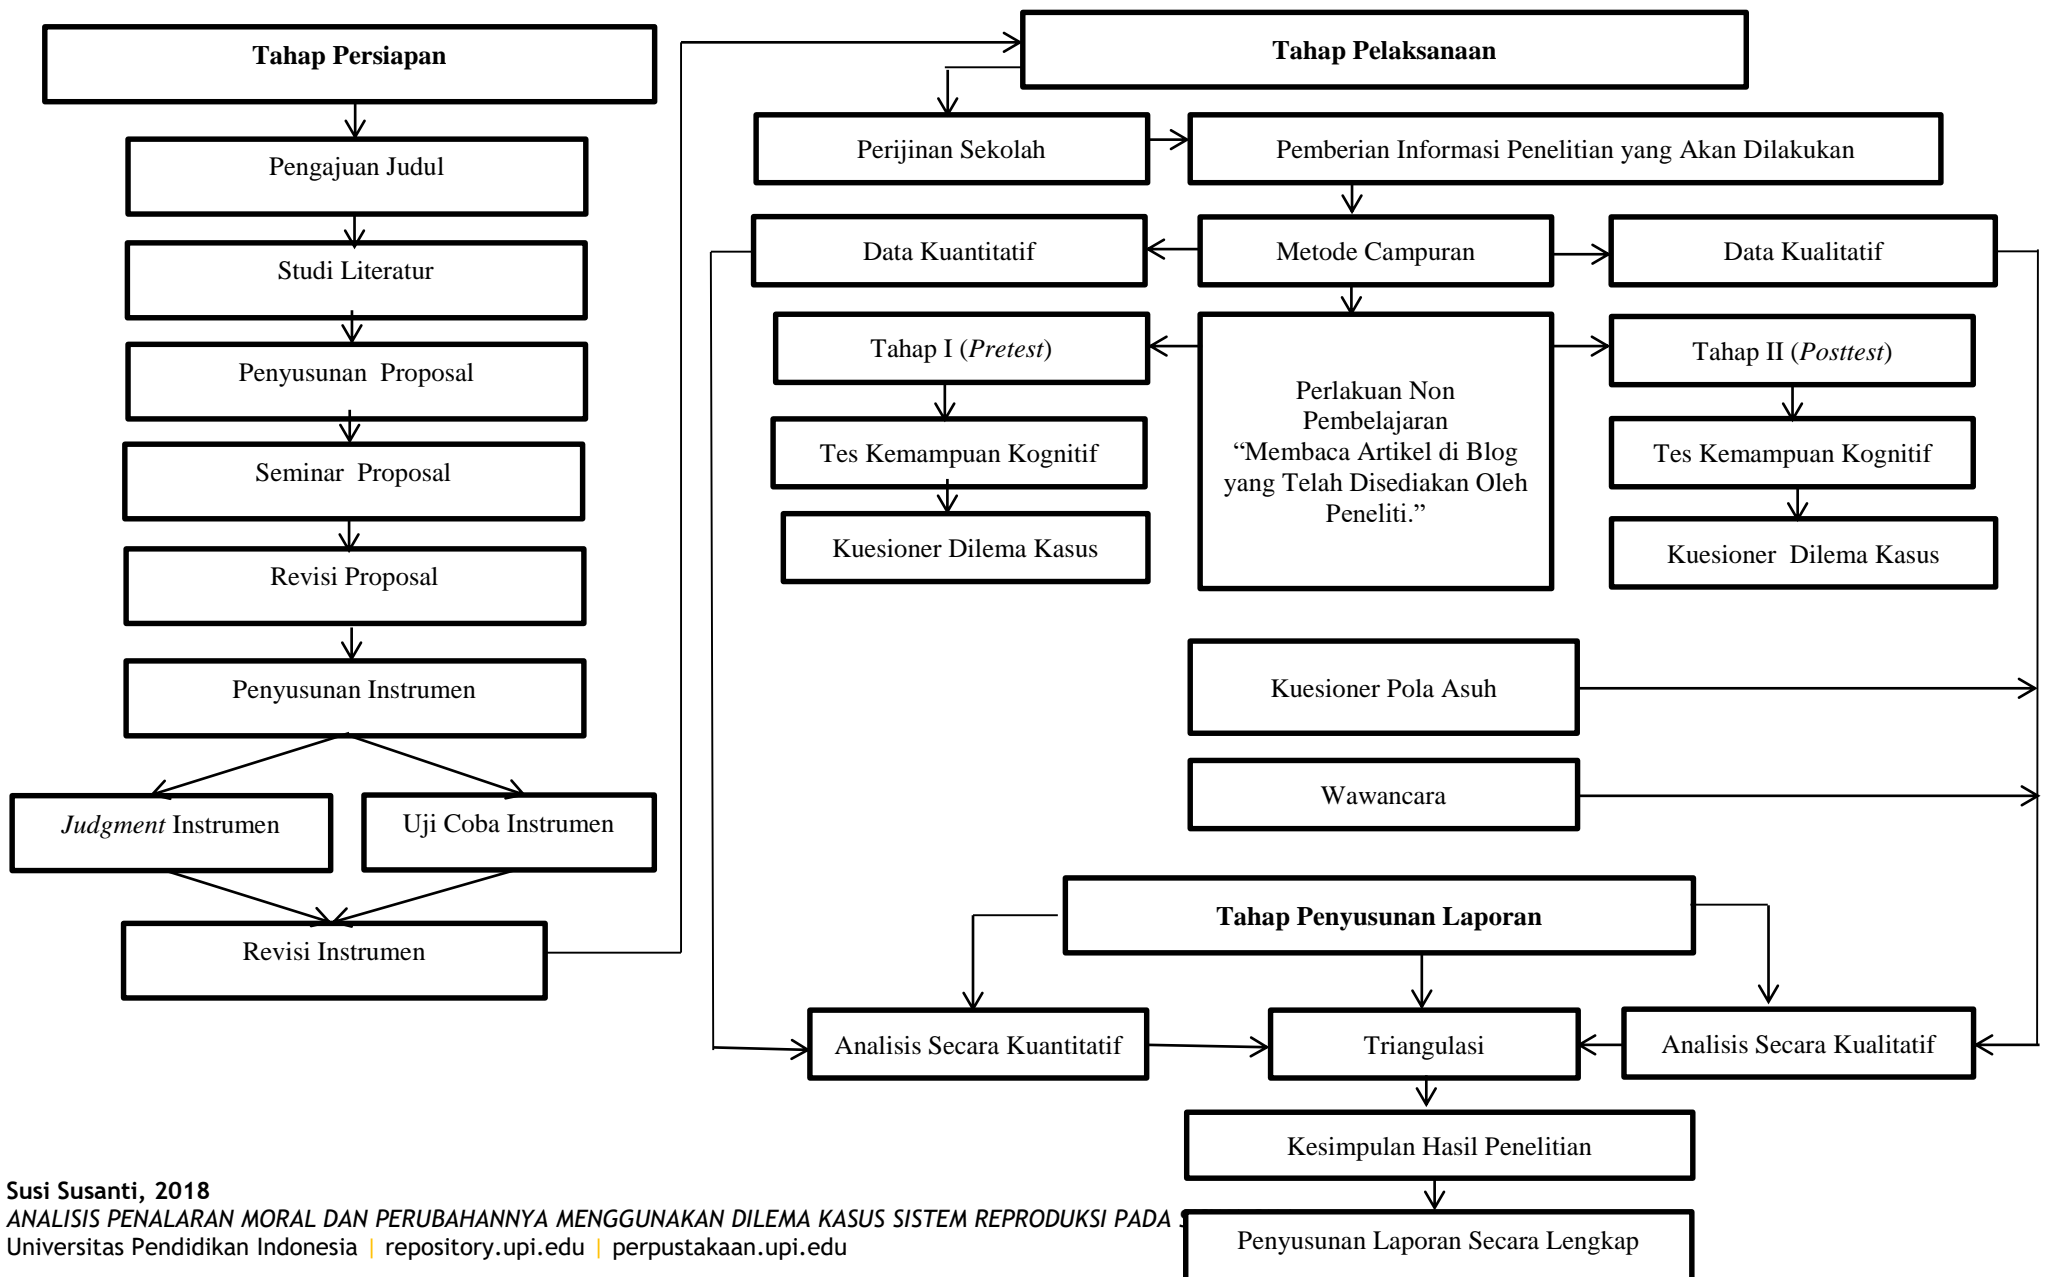 Tahap Persiapan
Pengajuan Judul
Studi Literatur
Penyusunan Proposal
Seminar Proposal
Revisi Proposal
Penyusunan Instrumen
Judgment Instrumen
Uji Coba Instrumen
Revisi Instrumen
Tahap Pelaksanaan
Perijinan Sekolah
Pemberian Informasi Penelitian yang Akan Dilakukan
Data Kuantitatif
Metode Campuran
Data Kualitatif
Tahap I (Pretest)
Tes Kemampuan Kognitif
Kuesioner Dilema Kasus
Perlakuan Non
Pembelajaran
“Membaca Artikel di Blog
yang Telah Disediakan Oleh
Peneliti.”
Tahap II (Posttest)
Tes Kemampuan Kognitif
Kuesioner Dilema Kasus
Kuesioner Pola Asuh
Wawancara
Tahap Penyusunan Laporan
Analisis Secara Kuantitatif
Triangulasi
Analisis Secara Kualitatif
Kesimpulan Hasil Penelitian
Penyusunan Laporan Secara Lengkap
Susi Susanti, 2018
ANALISIS PENALARAN MORAL DAN PERUBAHANNYA MENGGUNAKAN DILEMA KASUS SISTEM REPRODUKSI PADA
Universitas Pendidikan Indonesia | repository.upi.edu | perpustakaan.upi.edu